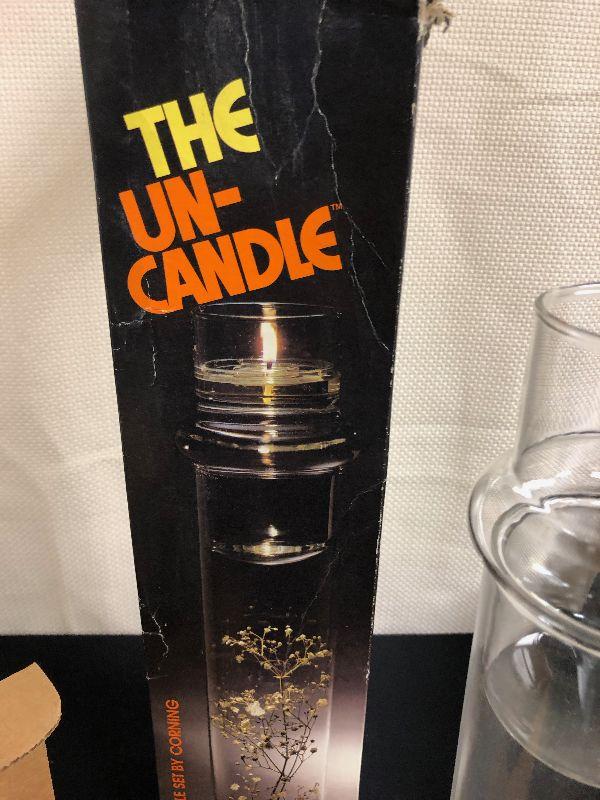 THE
UN-
CANDLE™
SET BY CORNING